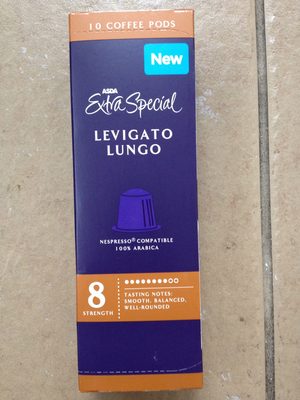 10 COFFEE PODS
New
ASDA
Extra Special
LEVIGATO
LUNGO
NESPRESSO® COMPATIBLE
100% ARABICA
8
STRENGTH
TASTING NOTES:
SMOOTH, BALANCED,
WELL-ROUNDED